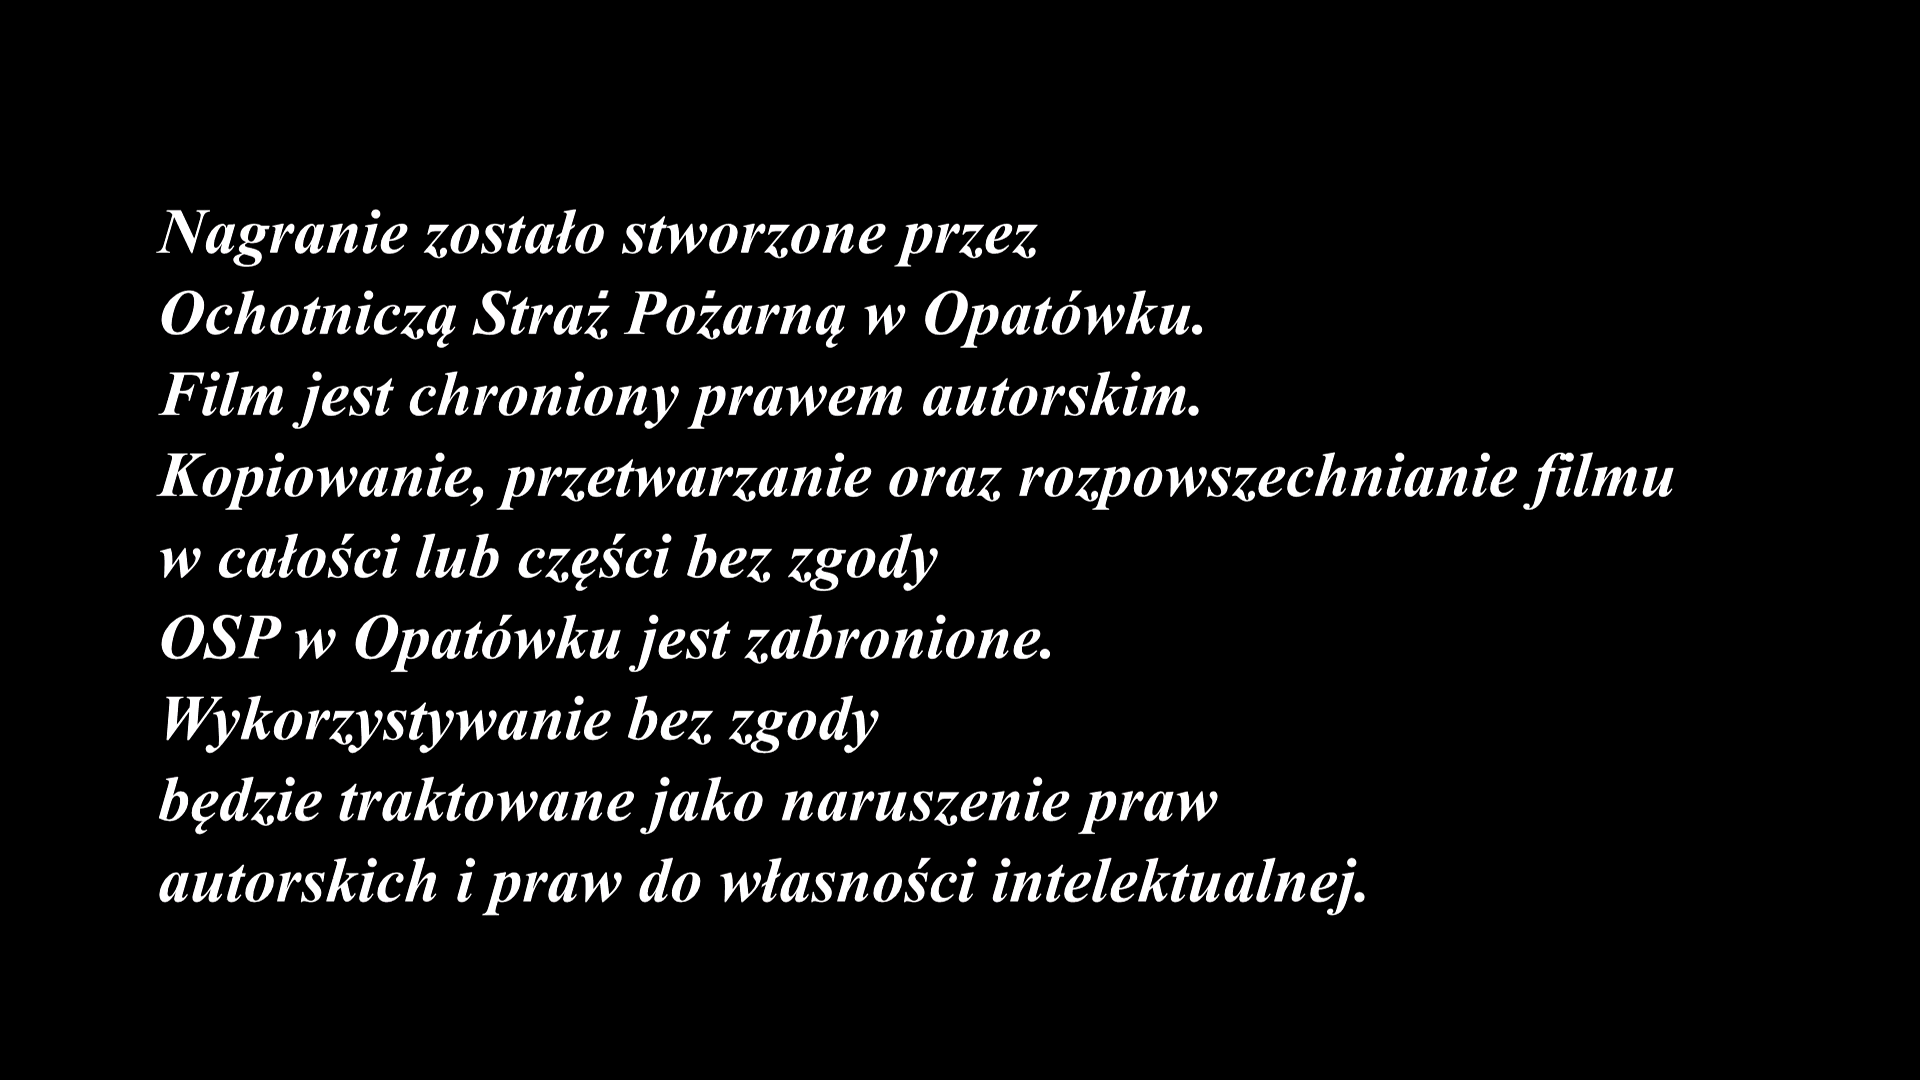 Nagranie zostało stworzone przez
Ochotniczą Straż Pożarną w Opatówku.
Film jest chroniony prawem autorskim.
Kopiowanie, przetwarzanie oraz rozpowszechnianie filmu
w całości lub części bez zgody
OSP w Opatówku jest zabronione.
Wykorzystywanie bez zgody
będzie traktowane jako naruszenie praw
autorskich i praw do własności intelektualnej.